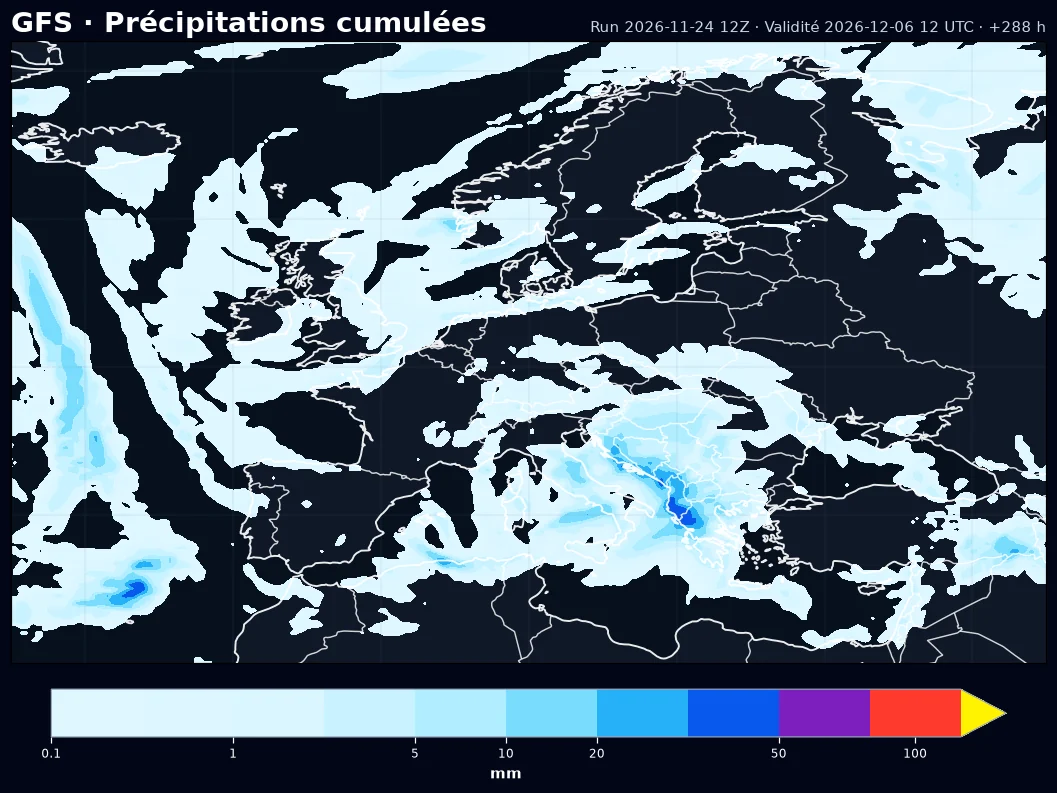 GFS · Précipitations cumulées
Run 2026-11-24 12Z · Validité 2026-12-06 12 UTC · +288 h
0.1 1 5 10 20 50 100
mm